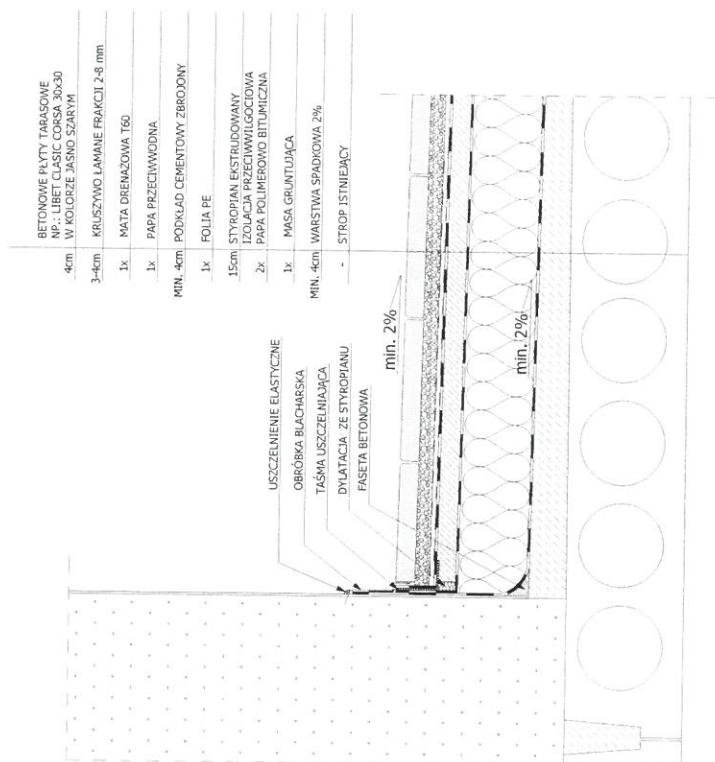 BETONOWE PŁYTY TARASOWE
NP.: LIBET CLASIC CORSA 30x30
4cm W KOLORZE JASNO SZARYM
3-4cm KRUSZYWO ŁAMANE FRAKCJI 2-8 mm
1x MATA DRENAŻOWA T60
1x PAPA PRZECIWWODNA
MIN. 4cm PODKŁAD CEMENTOWY ZBROJONY
1x FOLIA PE
15cm STYROPIAN EKSTRUDOWANY
IZOLACJA PRZECIWWILGOCIOWA
2x PAPA POLIMEROWO BITUMICZNA
1x MASA GRUNTUJĄCA
MIN. 4cm WARSTWA SPADKOWA 2%
- STROP ISTNIEJĄCY
USZCZELNIENIE ELASTYCZNE
OBRÓBKA BLACHARSKA
TAŚMA USZCZELNIAJĄCA
DYLATACJA ZE STYROPIANU
FASETA BETONOWA
min. 2%
min. 2%